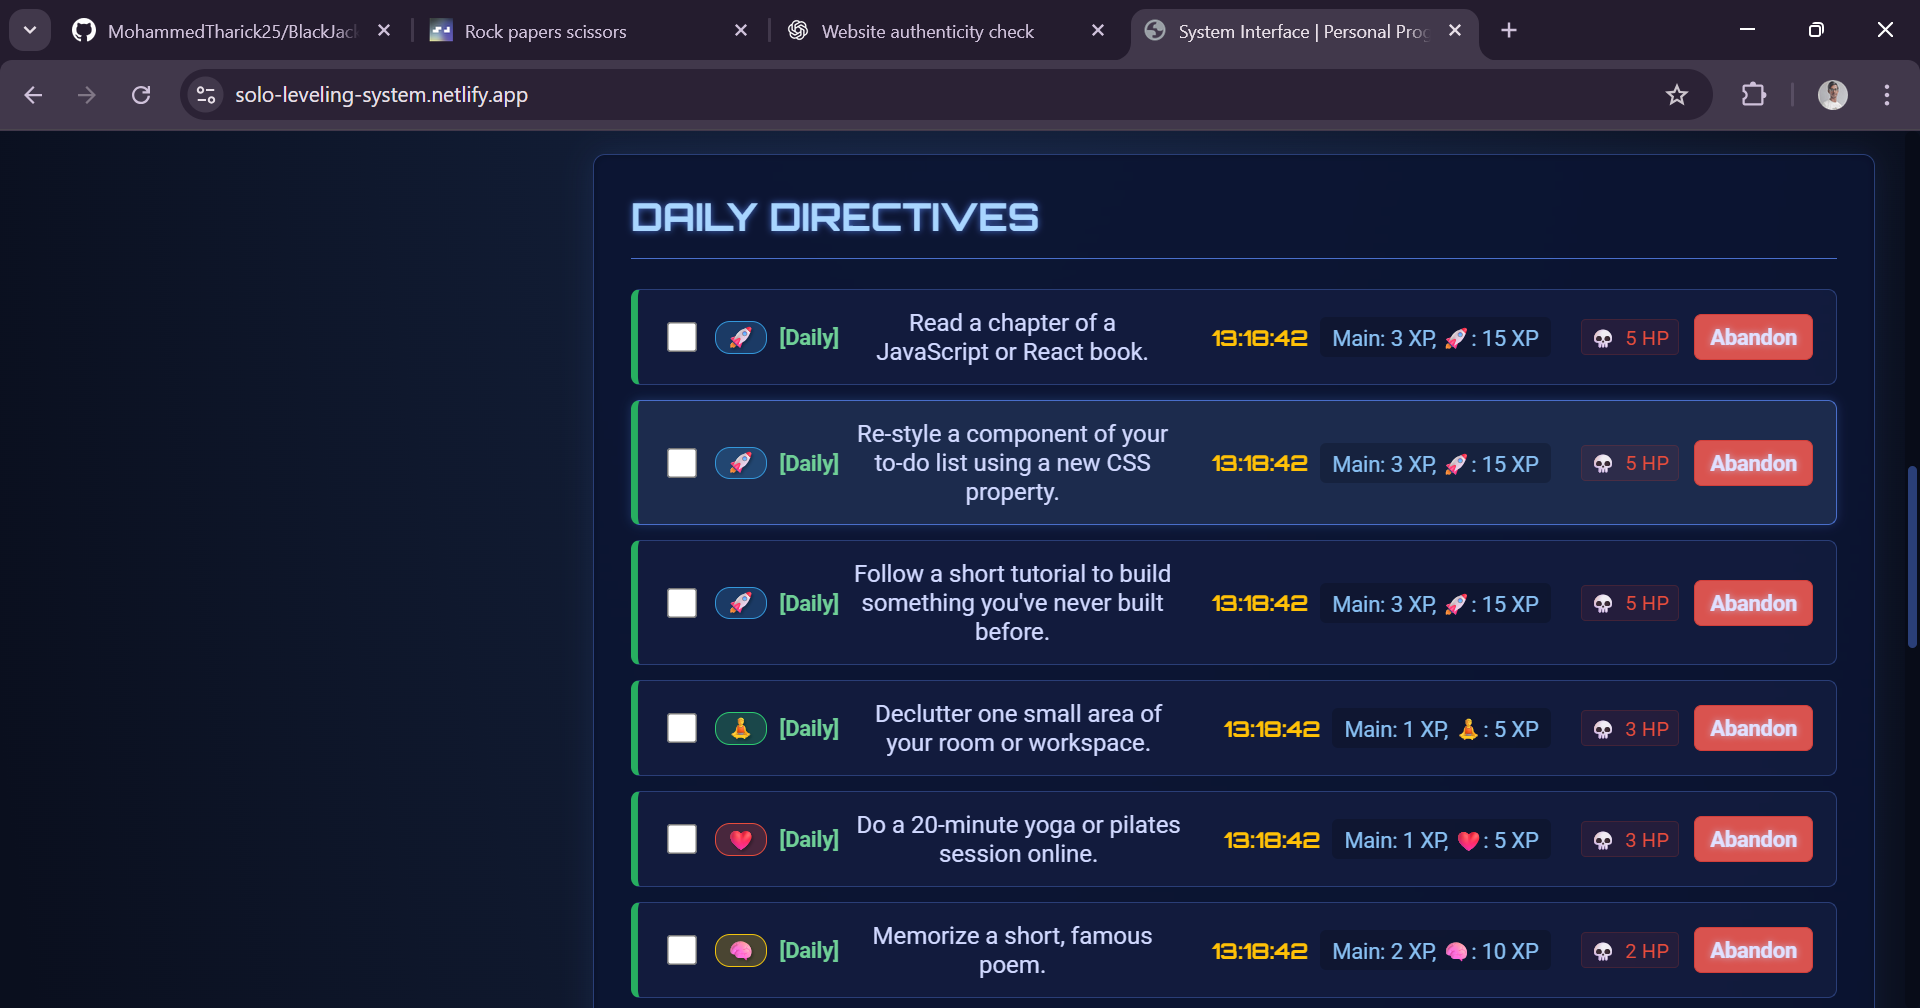 MohammedTharick25/BlackJack
Rock papers scissors
Website authenticity check
System Interface | Personal Prog
solo-leveling-system.netlify.app
DAILY DIRECTIVES
[Daily]
Read a chapter of a
JavaScript or React book.
13:18:42
Main: 3 XP, 🚀: 15 XP
💀 5 HP
Abandon
[Daily]
Re-style a component of your
to-do list using a new CSS
property.
13:18:42
Main: 3 XP, 🚀: 15 XP
💀 5 HP
Abandon
[Daily]
Follow a short tutorial to build
something you've never built
before.
13:18:42
Main: 3 XP, 🚀: 15 XP
💀 5 HP
Abandon
[Daily]
Declutter one small area of
your room or workspace.
13:18:42
Main: 1 XP, 🧘: 5 XP
💀 3 HP
Abandon
[Daily]
Do a 20-minute yoga or pilates
session online.
13:18:42
Main: 1 XP, ❤️: 5 XP
💀 3 HP
Abandon
[Daily]
Memorize a short, famous
poem.
13:18:42
Main: 2 XP, 🧠: 10 XP
💀 2 HP
Abandon